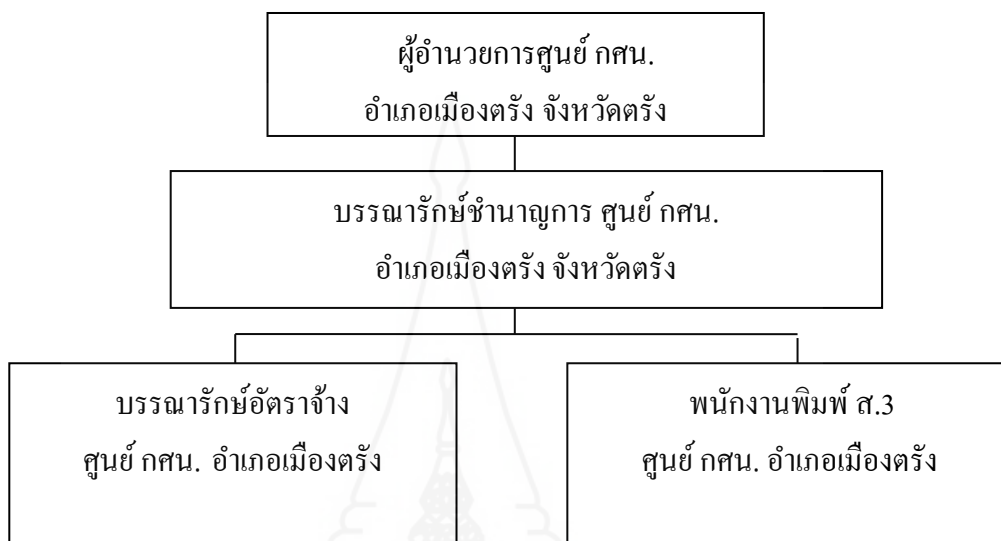 ผู้อำนวยการศูนย์ กศน.
อำเภอเมืองตรัง จังหวัดตรัง
บรรณารักษ์ชำนาญการ ศูนย์ กศน.
อำเภอเมืองตรัง จังหวัดตรัง
บรรณารักษ์อัตราจ้าง
ศูนย์ กศน. อำเภอเมืองตรัง
พนักงานพิมพ์ ส.3
ศูนย์ กศน. อำเภอเมืองตรัง